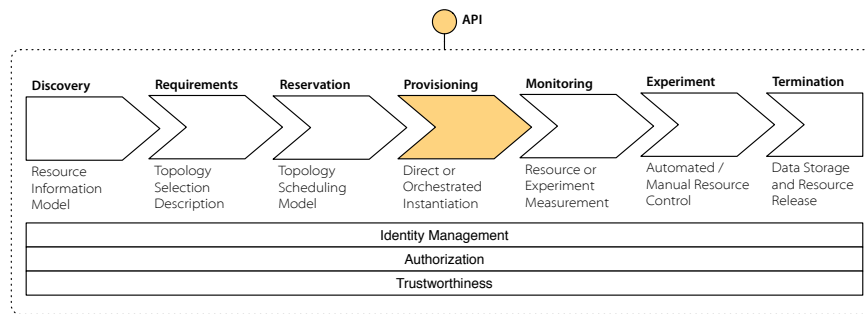 API
Discovery
Requirements
Reservation
Provisioning
Monitoring
Experiment
Termination
Resource
Information
Model
Topology
Selection
Description
Topology
Scheduling
Model
Direct or
Orchestrated
Instantiation
Resource or
Experiment
Measurement
Automated /
Manual Resource
Control
Data Storage
and Resource
Release
Identity Management
Authorization
Trustworthiness